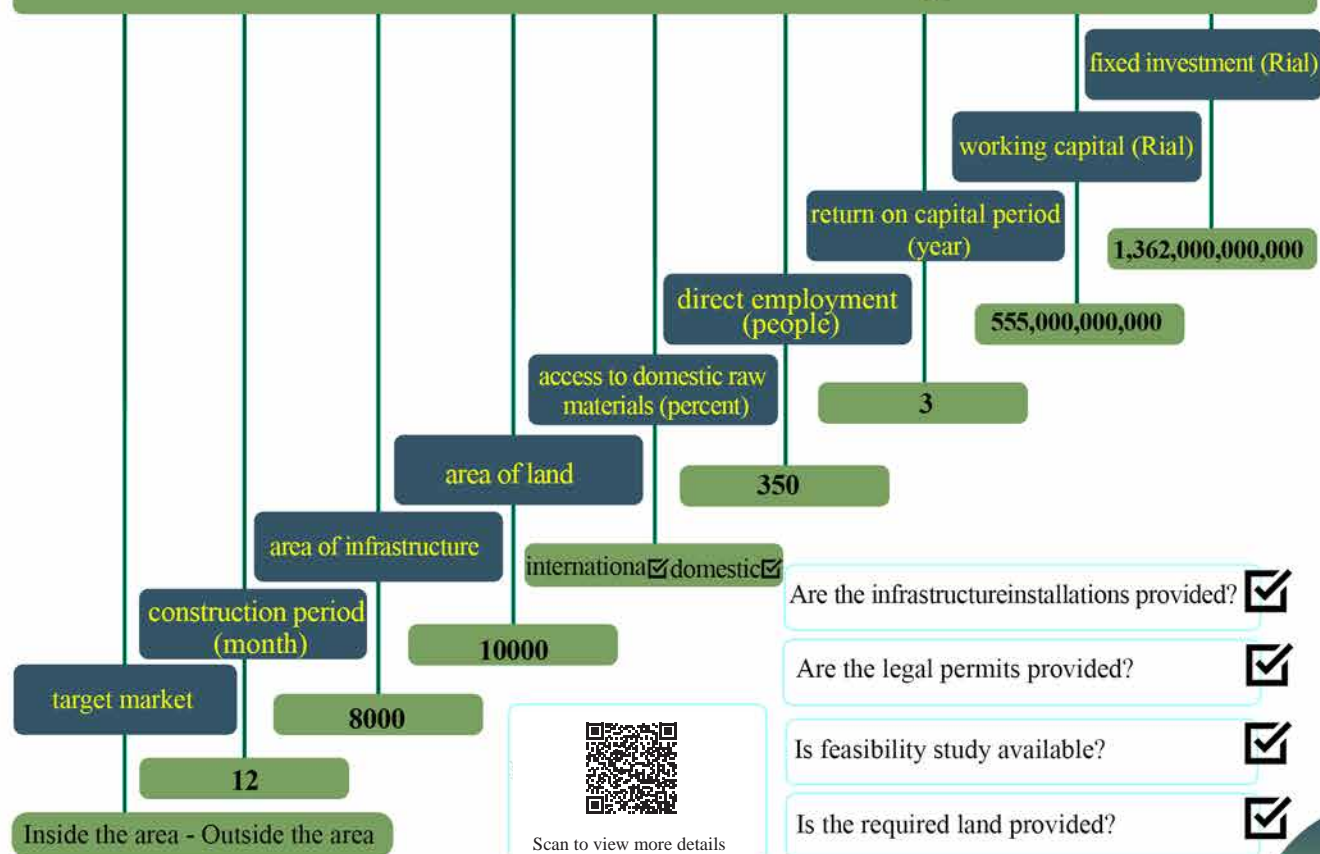 fixed investment (Rial)
1,362,000,000,000
working capital (Rial)
555,000,000,000
return on capital period
(year)
3
direct employment
(people)
350
access to domestic raw
materials (percent)
internationa☑domestic☑
area of land
10000
area of infrastructure
8000
construction period
(month)
12
target market
Inside the area - Outside the area
Scan to view more details
Are the infrastructureinstallations provided? ☑
Are the legal permits provided? ☑
Is feasibility study available? ☑
Is the required land provided? ☑